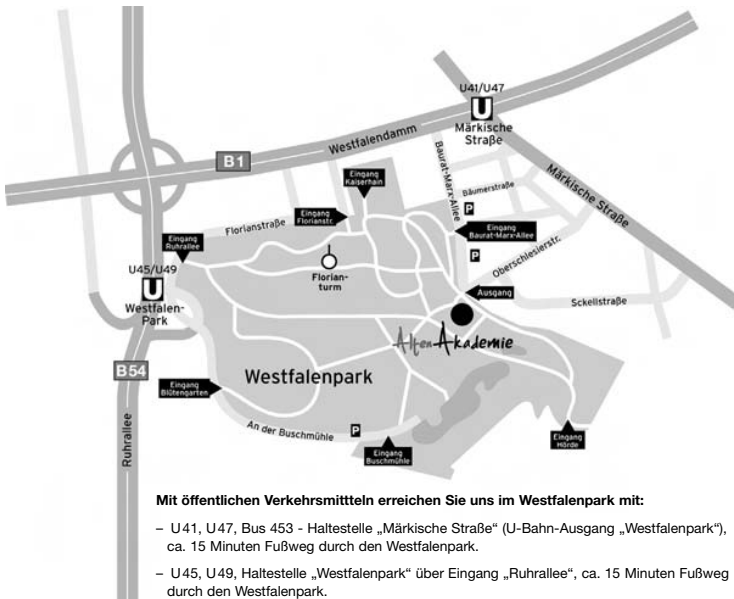 U41/U47
U
Märkische
Straße
Westfalendamm
B1
Baurat-Marx-Allee
Bäumerstraße
Märkische Straße
P
Eingang
Kaiserhain
Eingang
Florianstr.
Florianstraße
Eingang
Ruhrallee
Eingang
Baurat-Marx-Allee
P
Oberschlesierstr.
U45/U49
U
Westfalen-
Park
Florian-
turm
Ausgang
Sckellstraße
Alten Akademie
B54
Westfalenpark
Eingang
Blütengarten
Ruhrallee
An der Buschmühle
P
Eingang
Buschmühle
Eingang
Hörde
Mit öffentlichen Verkehrsmittteln erreichen Sie uns im Westfalenpark mit:
– U41, U47, Bus 453 - Haltestelle „Märkische Straße“ (U-Bahn-Ausgang „Westfalenpark“),
ca. 15 Minuten Fußweg durch den Westfalenpark.
– U45, U49, Haltestelle „Westfalenpark“ über Eingang „Ruhrallee“, ca. 15 Minuten Fußweg
durch den Westfalenpark.